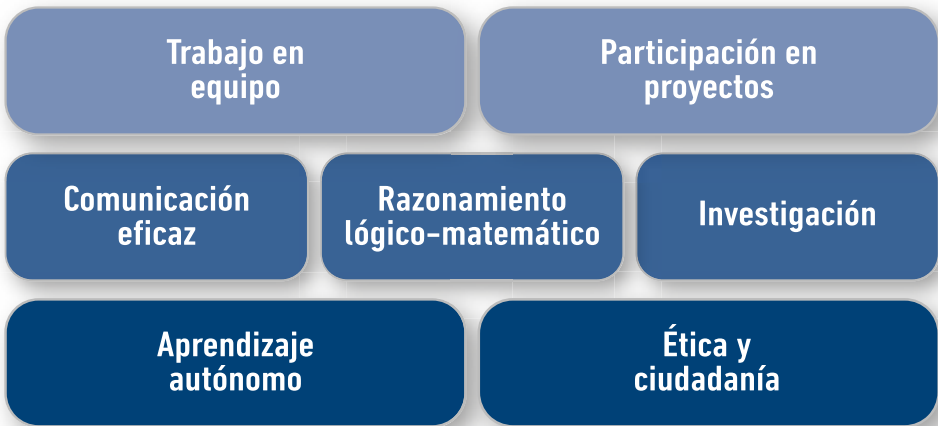 Trabajo en
equipo
Participación en
proyectos
Comunicación
eficaz
Razonamiento
lógico-matemático
Investigación
Aprendizaje
autónomo
Ética y
ciudadanía